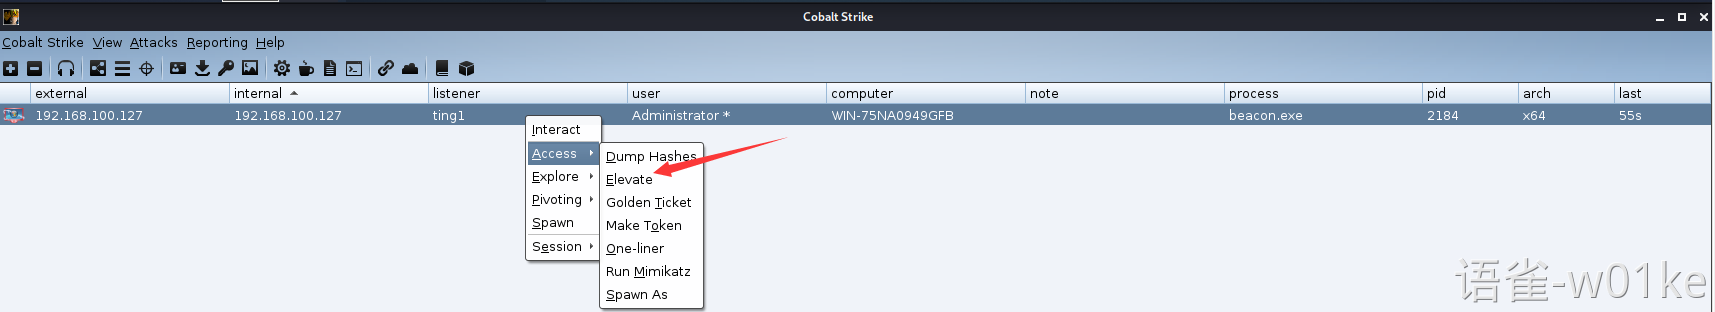 Cobalt Strike
Cobalt Strike View Attacks Reporting Help
external internal listener user computer note process pid arch last
192.168.100.127 192.168.100.127 ting1 Administrator * WIN-75NA0949GFB beacon.exe 2184 x64 55s
Interact
Access
Explore
Pivoting
Spawn
Session
Dump Hashes
Elevate
Golden Ticket
Make Token
One-liner
Run Mimikatz
Spawn As
语雀-w01ke